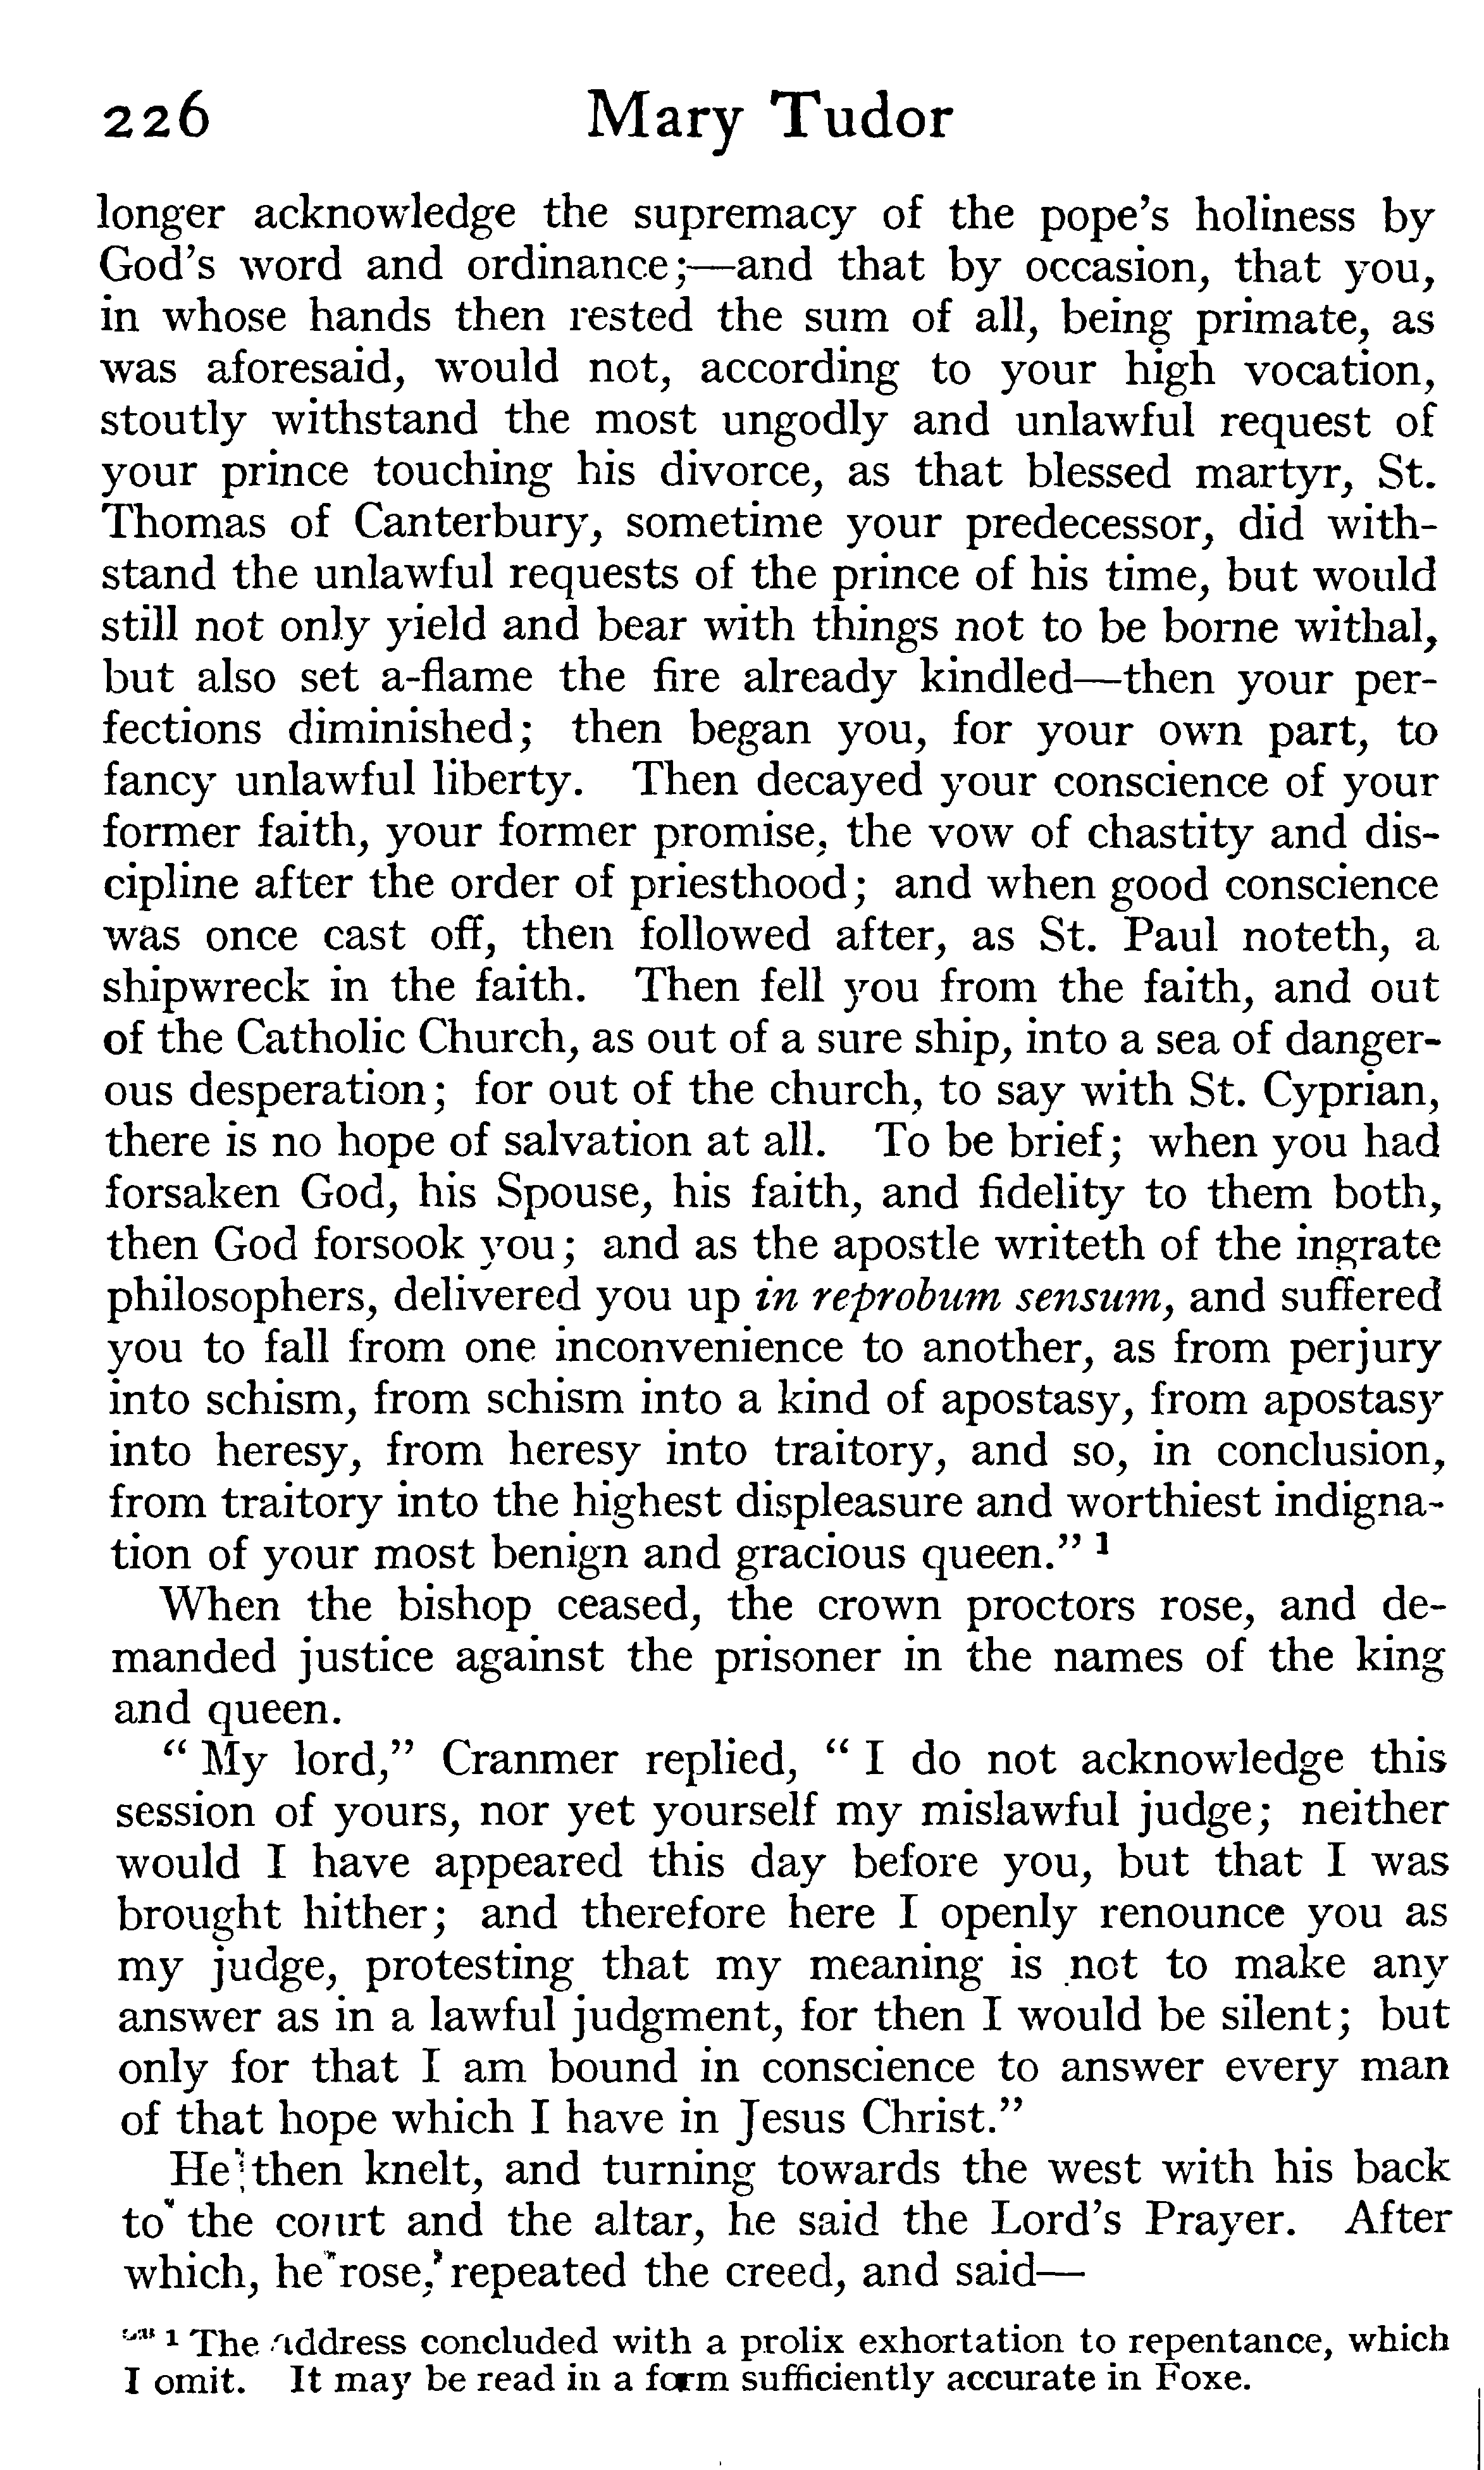 226 Mary Tudor
longer acknowledge the supremacy of the pope's holiness by
God's word and ordinance;—and that by occasion, that you,
in whose hands then rested the sum of all, being primate, as
was aforesaid, would not, according to your high vocation,
stoutly withstand the most ungodly and unlawful request of
your prince touching his divorce, as that blessed martyr, St.
Thomas of Canterbury, sometime your predecessor, did with-
stand the unlawful requests of the prince of his time, but would
still not only yield and bear with things not to be borne withal,
but also set a-flame the fire already kindled—then your per-
fections diminished; then began you, for your own part, to
fancy unlawful liberty. Then decayed your conscience of your
former faith, your former promise, the vow of chastity and dis-
cipline after the order of priesthood; and when good conscience
was once cast off, then followed after, as St. Paul noteth, a
shipwreck in the faith. Then fell you from the faith, and out
of the Catholic Church, as out of a sure ship, into a sea of danger-
ous desperation; for out of the church, to say with St. Cyprian,
there is no hope of salvation at all. To be brief; when you had
forsaken God, his Spouse, his faith, and fidelity to them both,
then God forsook you; and as the apostle writeth of the ingrate
philosophers, delivered you up in reprobum sensum, and suffered
you to fall from one inconvenience to another, as from perjury
into schism, from schism into a kind of apostasy, from apostasy
into heresy, from heresy into traitory, and so, in conclusion,
from traitory into the highest displeasure and worthiest indigna-
tion of your most benign and gracious queen." 1
When the bishop ceased, the crown proctors rose, and de-
manded justice against the prisoner in the names of the king
and queen.
"My lord," Cranmer replied, "I do not acknowledge this
session of yours, nor yet yourself my mislawful judge; neither
would I have appeared this day before you, but that I was
brought hither; and therefore here I openly renounce you as
my judge, protesting that my meaning is not to make any
answer as in a lawful judgment, for then I would be silent; but
only for that I am bound in conscience to answer every man
of that hope which I have in Jesus Christ."
He then knelt, and turning towards the west with his back
to the court and the altar, he said the Lord's Prayer. After
which, he rose, repeated the creed, and said—
1 The address concluded with a prolix exhortation to repentance, which
I omit. It may be read in a form sufficiently accurate in Foxe.